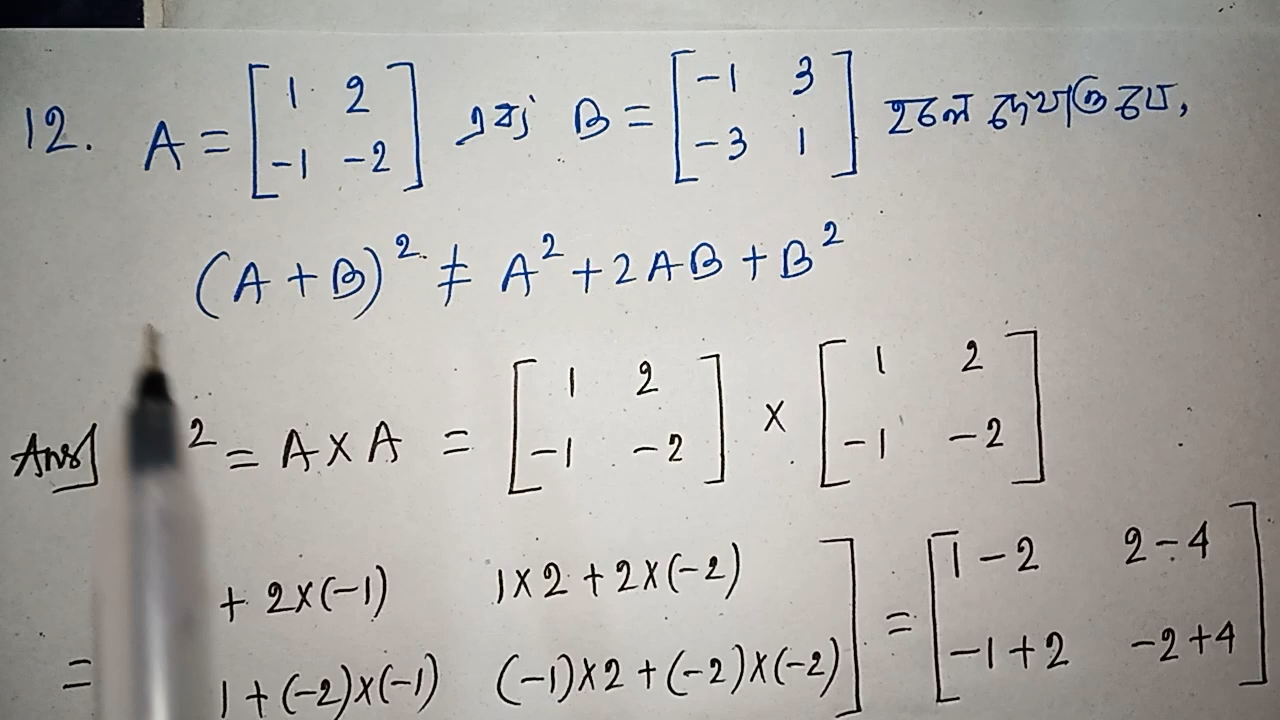 12. A = [1 2 -1 -2] এবং B = [-1 3 -3 1] হলে দেখাও যে,
(A + B)² ≠ A² + 2AB + B²
Ans] ² = A × A = [1 2 -1 -2] × [1 2 -1 -2]
= + 2×(-1) 1×2 + 2×(-2) 1 + (-2)×(-1) (-1)×2 + (-2)×(-2)] = [1-2 2-4 -1+2 -2+4]